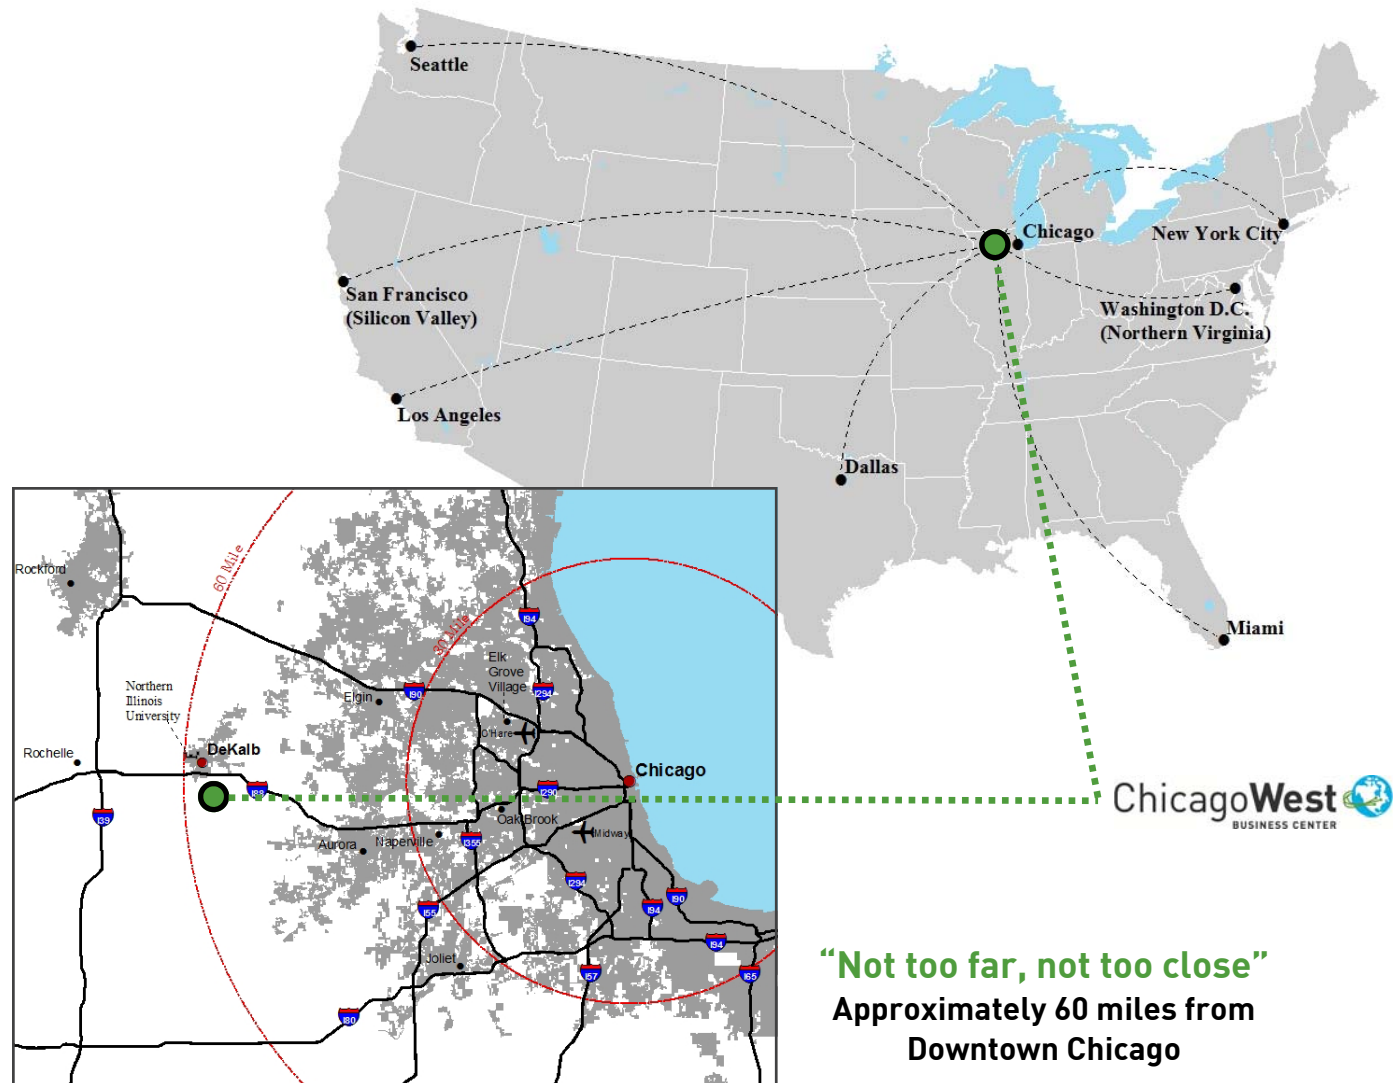 Seattle
Chicago
New York City
San Francisco
(Silicon Valley)
Washington D.C.
(Northern Virginia)
Los Angeles
Dallas
Miami
60 Mile
30 Mile
Rockford
I94
Elk
Grove
Village
Northern
Illinois
University
Elgin
I90
I294
O'Hare
DeKalb
Rochelle
Chicago
I88
I290
I39
Oak Brook
Midway
Aurora
Naperville
I355
I294
I90
I55
I94
I94
Joliet
I57
I65
I80
ChicagoWest
BUSINESS CENTER
“Not too far, not too close”
Approximately 60 miles from
Downtown Chicago